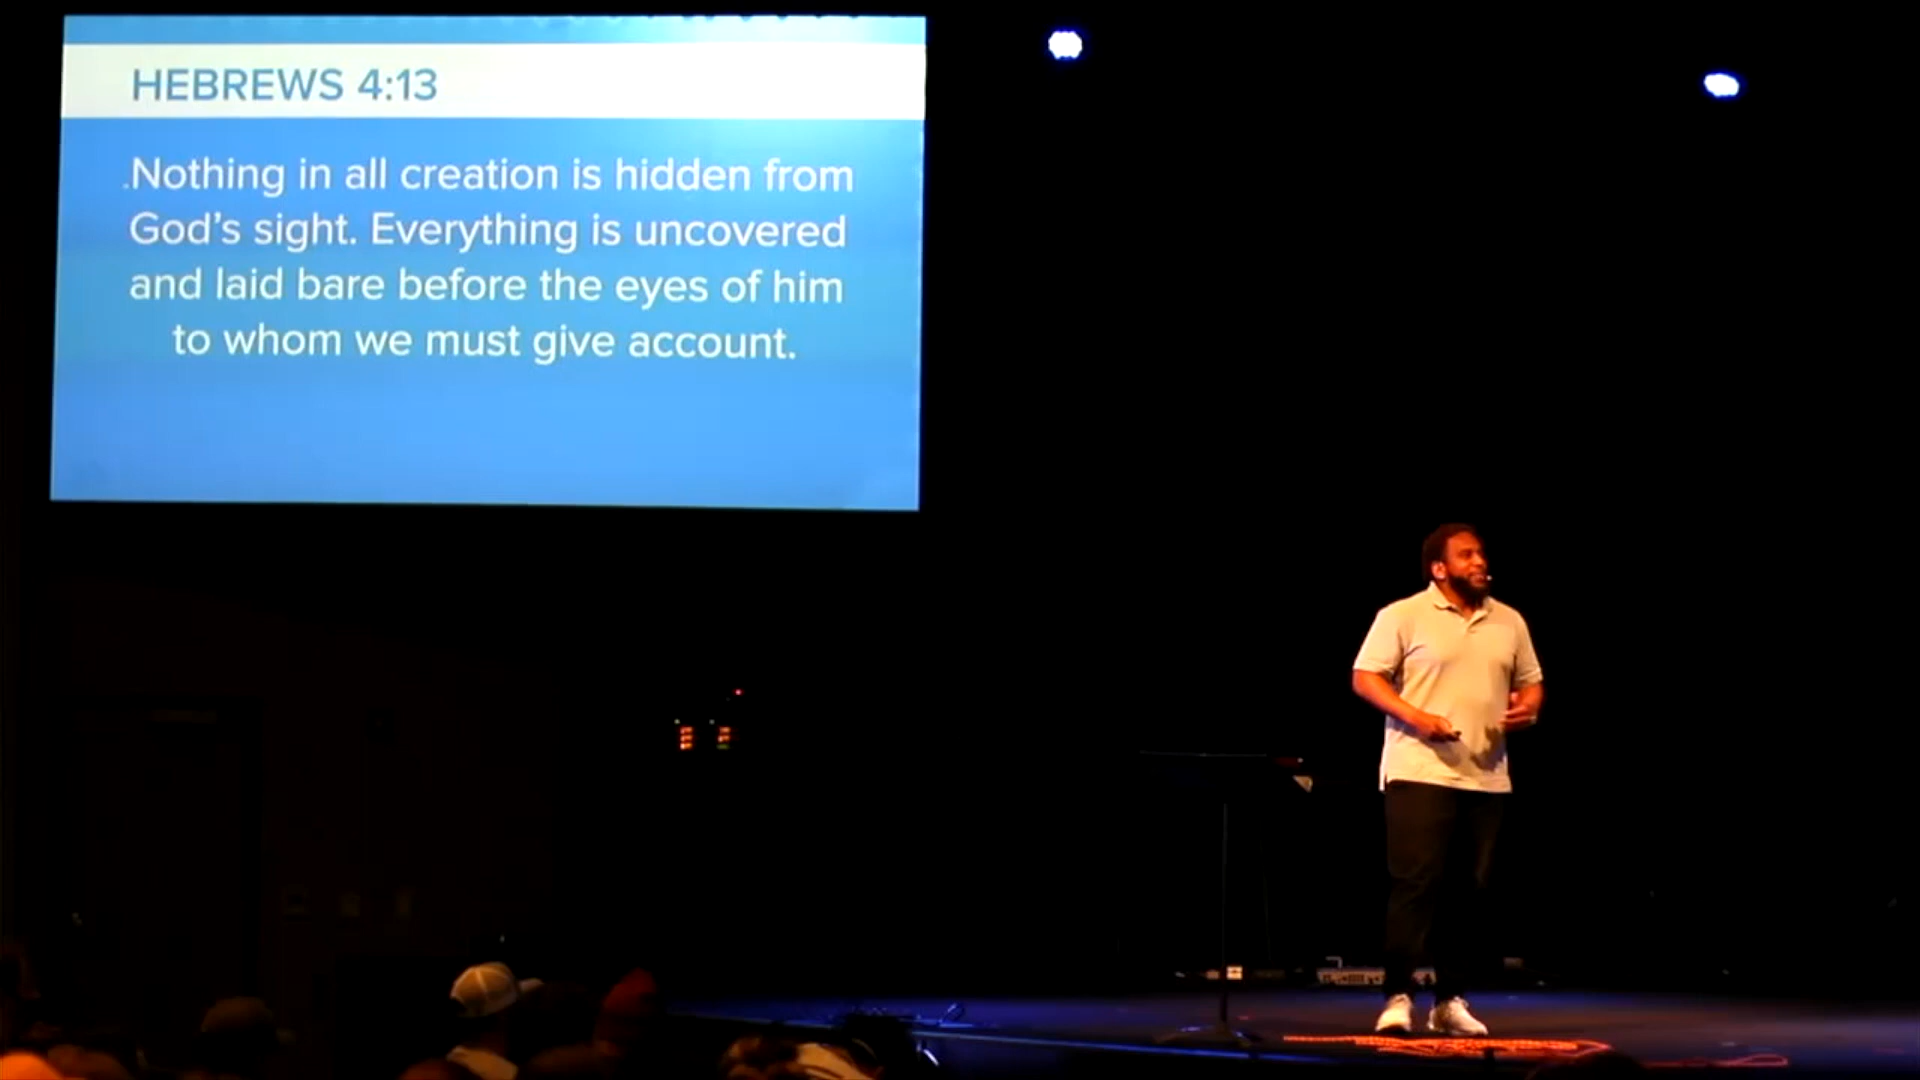 HEBREWS 4:13
Nothing in all creation is hidden from
God's sight. Everything is uncovered
and laid bare before the eyes of him
to whom we must give account.